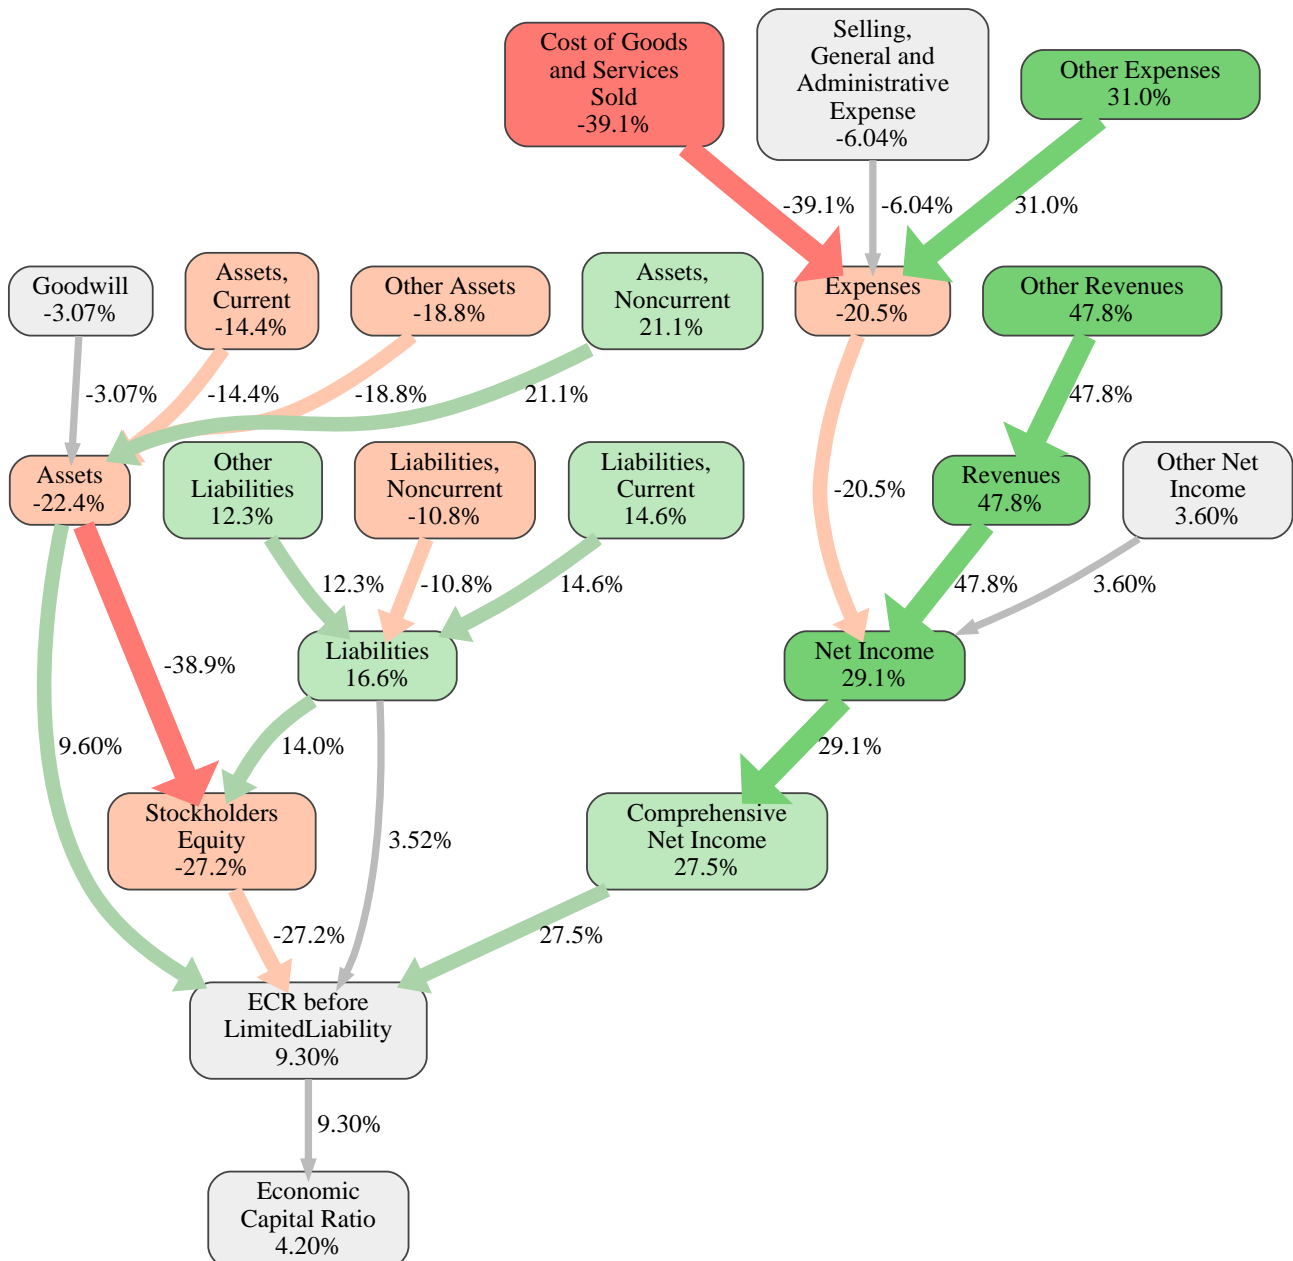 Cost of Goods
and Services
Sold
-39.1%
Selling,
General and
Administrative
Expense
-6.04%
Other Expenses
31.0%
-39.1%
-6.04%
31.0%
Goodwill
-3.07%
Assets,
Current
-14.4%
Other Assets
-18.8%
Assets,
Noncurrent
21.1%
Expenses
-20.5%
Other Revenues
47.8%
-3.07%
-14.4%
-18.8%
21.1%
47.8%
Assets
-22.4%
Other
Liabilities
12.3%
Liabilities,
Noncurrent
-10.8%
Liabilities,
Current
14.6%
-20.5%
Revenues
47.8%
Other Net
Income
3.60%
12.3%
-10.8%
14.6%
47.8%
3.60%
-38.9%
Liabilities
16.6%
Net Income
29.1%
9.60%
14.0%
29.1%
Stockholders
Equity
-27.2%
3.52%
Comprehensive
Net Income
27.5%
-27.2%
27.5%
ECR before
LimitedLiability
9.30%
9.30%
Economic
Capital Ratio
4.20%